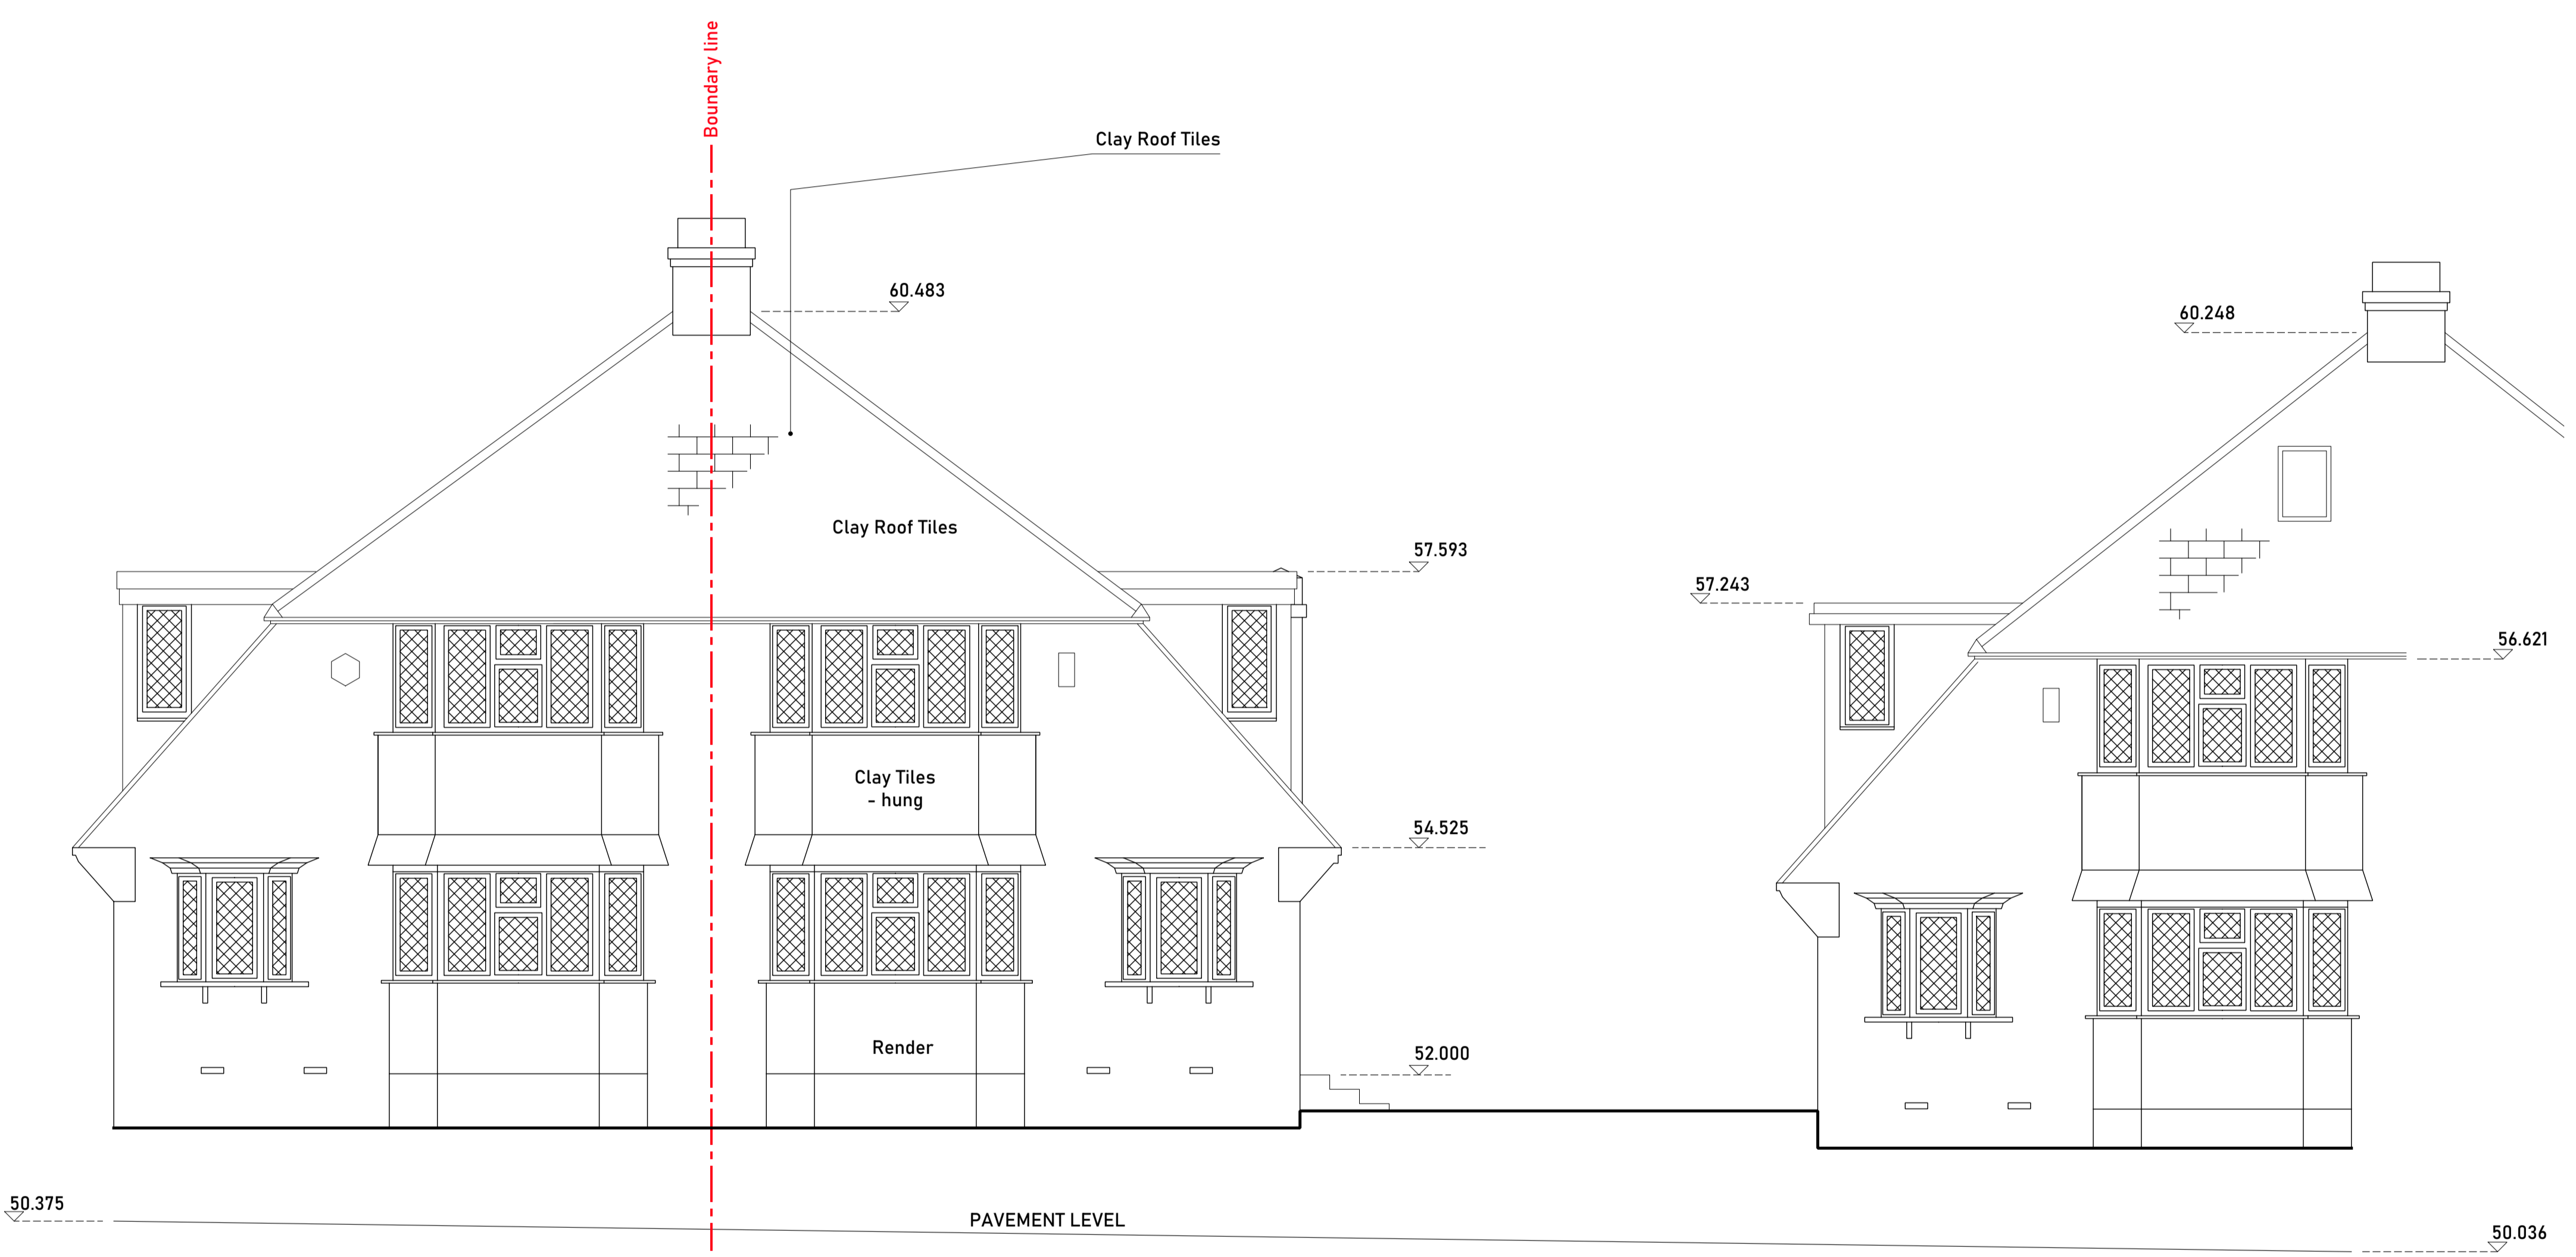 Boundary line
Clay Roof Tiles
60.483
60.248
Clay Roof Tiles
57.593
57.243
56.621
Clay Tiles
- hung
54.525
Render
52.000
50.375
PAVEMENT LEVEL
50.036